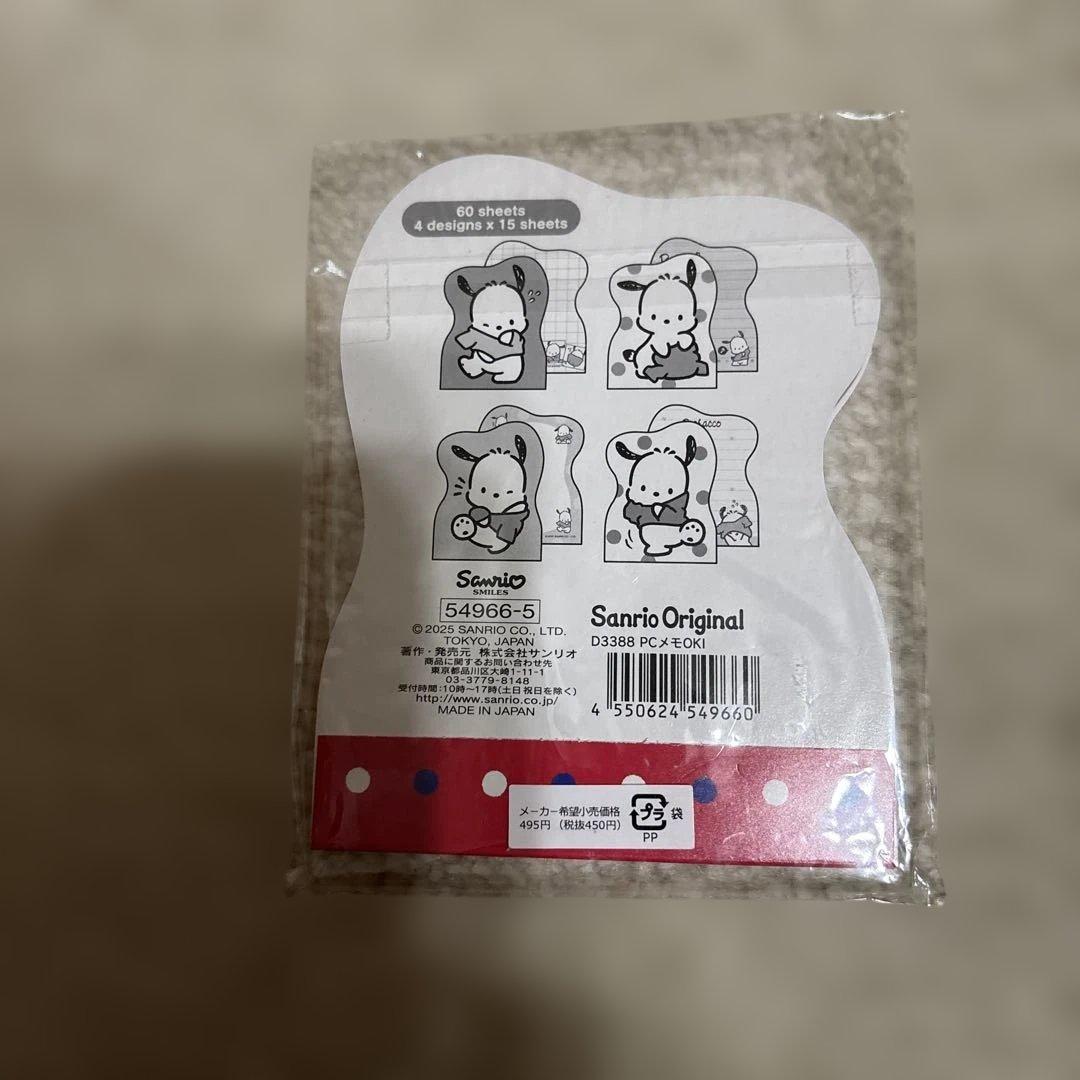 60 sheets
4 designs x 15 sheets
Sanrio
SMILES
54966-5
© 2025 SANRIO CO., LTD.
TOKYO, JAPAN
著作・発売元 株式会社サンリオ
商品に関するお問い合わせ先
東京都品川区大崎1-11-1
03-3779-8148
受付時間:10時〜17時(土日祝日を除く)
http://www.sanrio.co.jp/
MADE IN JAPAN
Sanrio Original
D3388 PCメモOKI
4 550624 549660
メーカー希望小売価格
495円 (税抜450円)
プラ 袋
PP